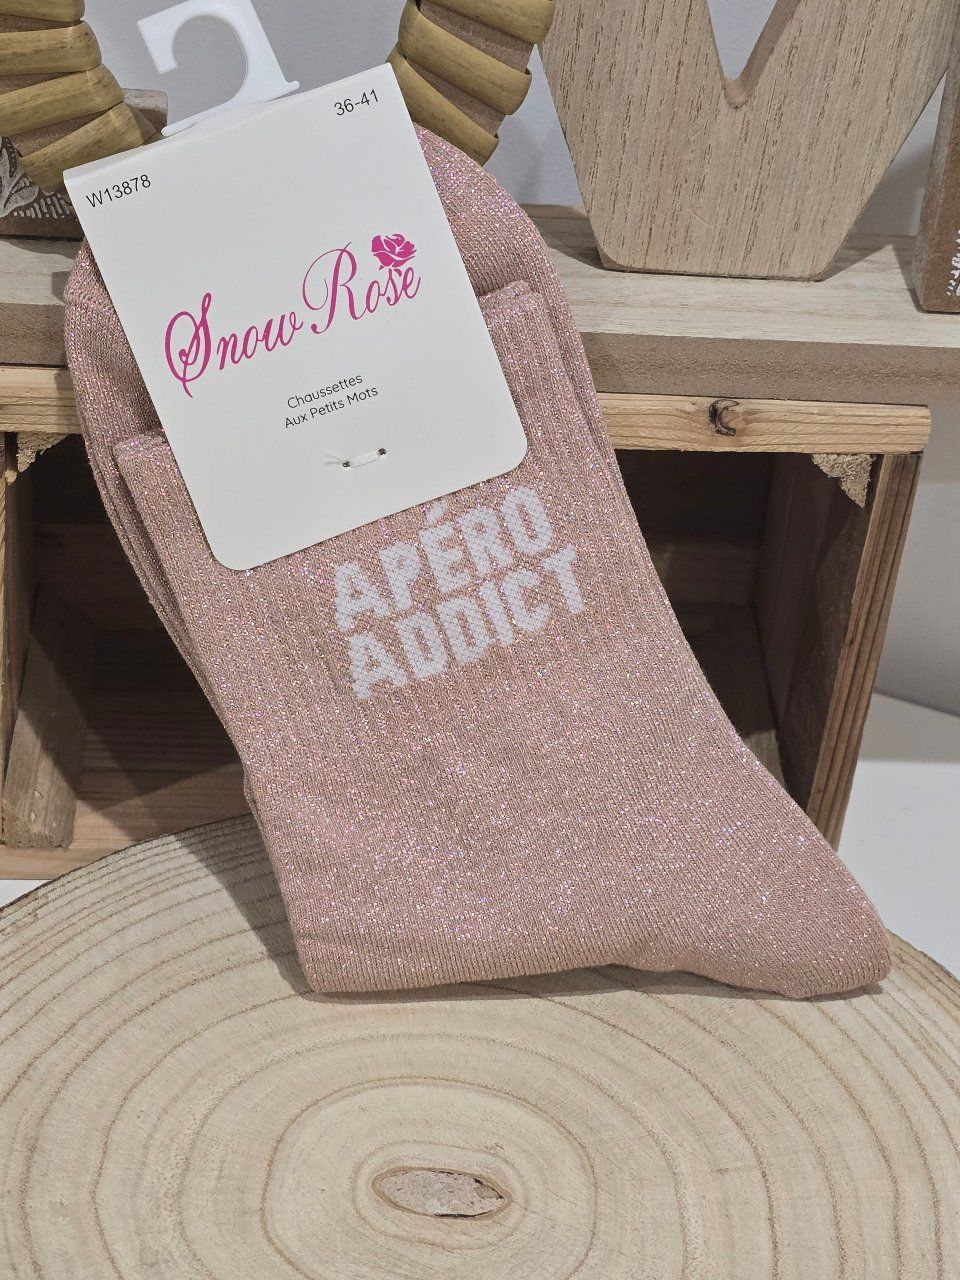 36-41
W13878
Snow Rose
Chaussettes
Aux Petits Mots
APÉRO
ADDICT